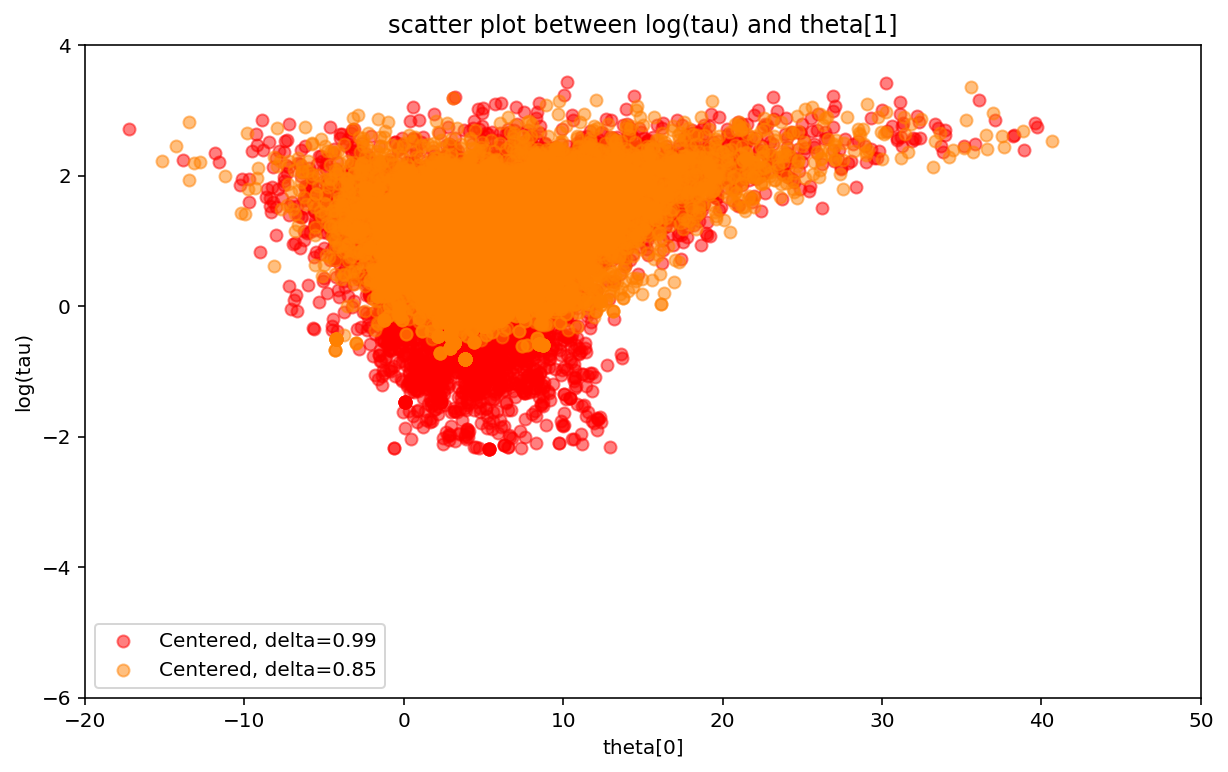 scatter plot between log(tau) and theta[1]
4
2
0
−2
−4
−6
log(tau)
Centered, delta=0.99
Centered, delta=0.85
−20
−10
0
10
20
30
40
50
theta[0]